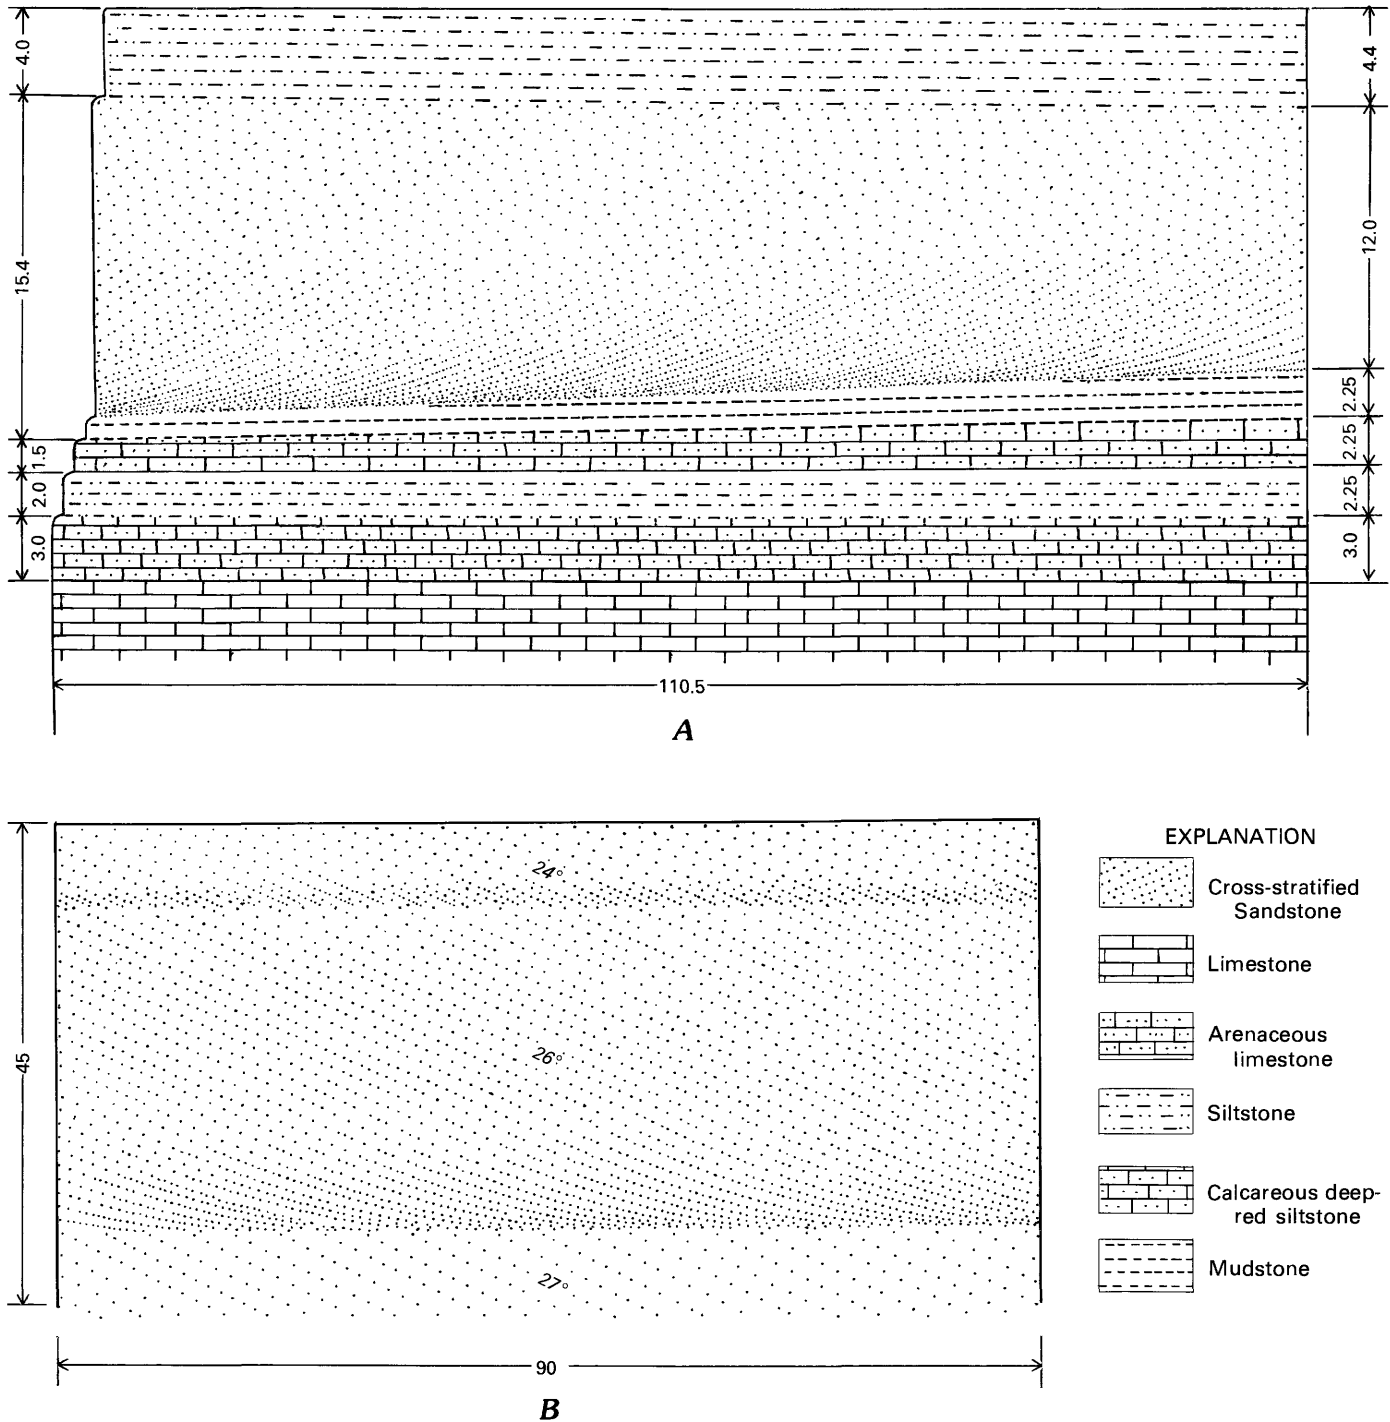 4.0
15.4
1.5
2.0
3.0
4.4
12.0
2.25
2.25
2.25
3.0
110.5
A
45
24°
26°
27°
90
B
EXPLANATION
Cross-stratified
Sandstone
Limestone
Arenaceous
limestone
Siltstone
Calcareous deep-
red siltstone
Mudstone